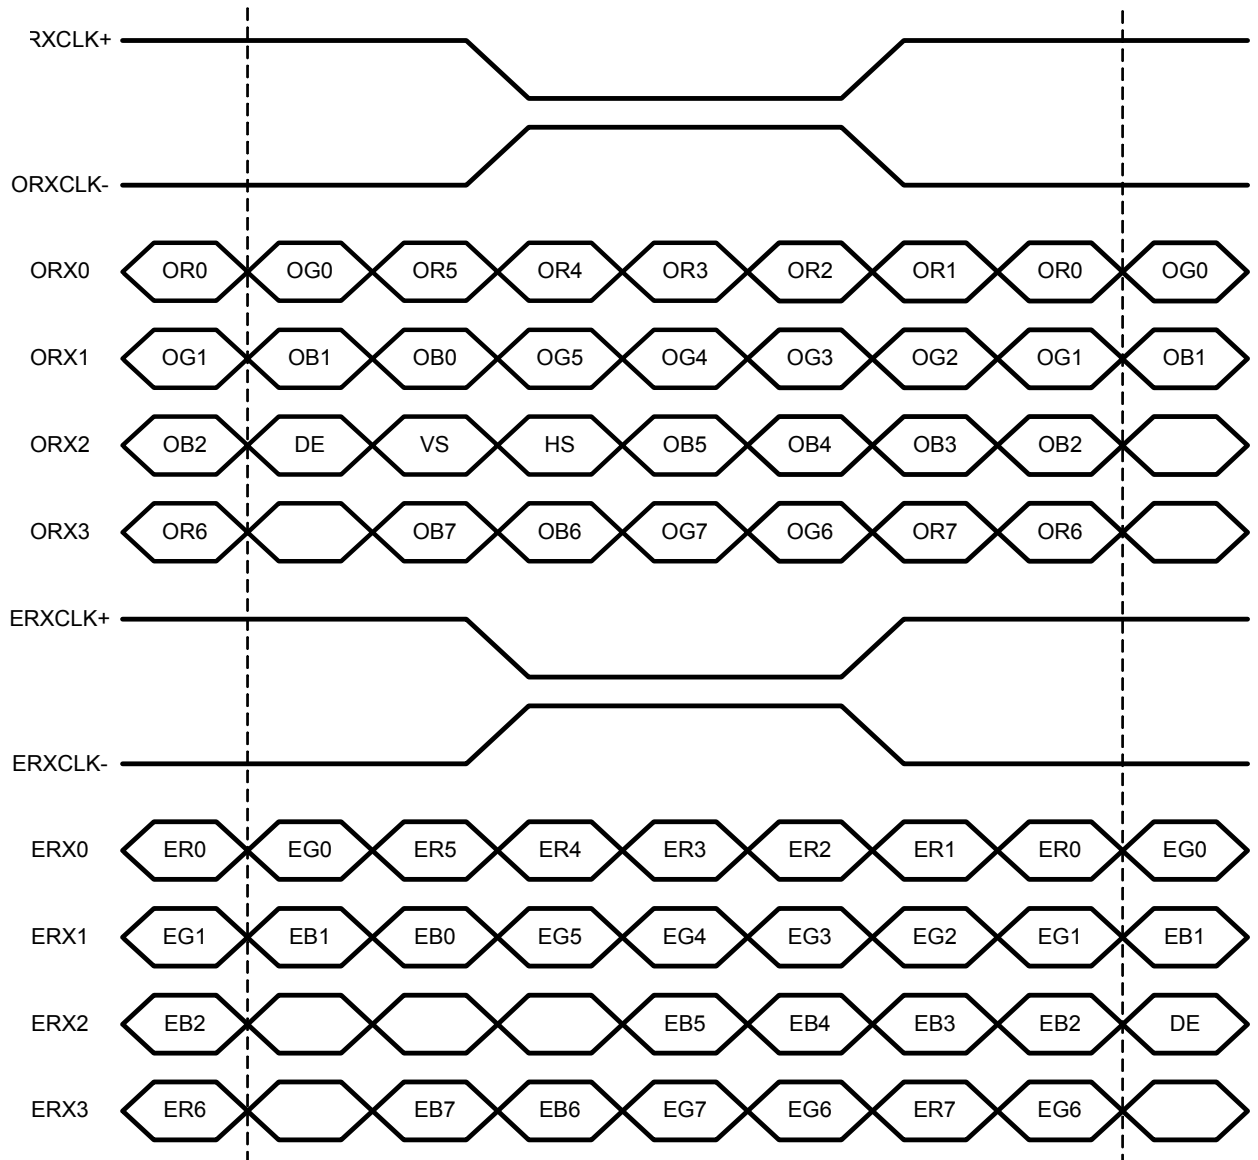 RXCLK+
ORXCLK-
ORX0 OR0 OG0 OR5 OR4 OR3 OR2 OR1 OR0 OG0
ORX1 OG1 OB1 OB0 OG5 OG4 OG3 OG2 OG1 OB1
ORX2 OB2 DE VS HS OB5 OB4 OB3 OB2
ORX3 OR6 OB7 OB6 OG7 OG6 OR7 OR6
ERXCLK+
ERXCLK-
ERX0 ER0 EG0 ER5 ER4 ER3 ER2 ER1 ER0 EG0
ERX1 EG1 EB1 EB0 EG5 EG4 EG3 EG2 EG1 EB1
ERX2 EB2 EB5 EB4 EB3 EB2 DE
ERX3 ER6 EB7 EB6 EG7 EG6 ER7 EG6